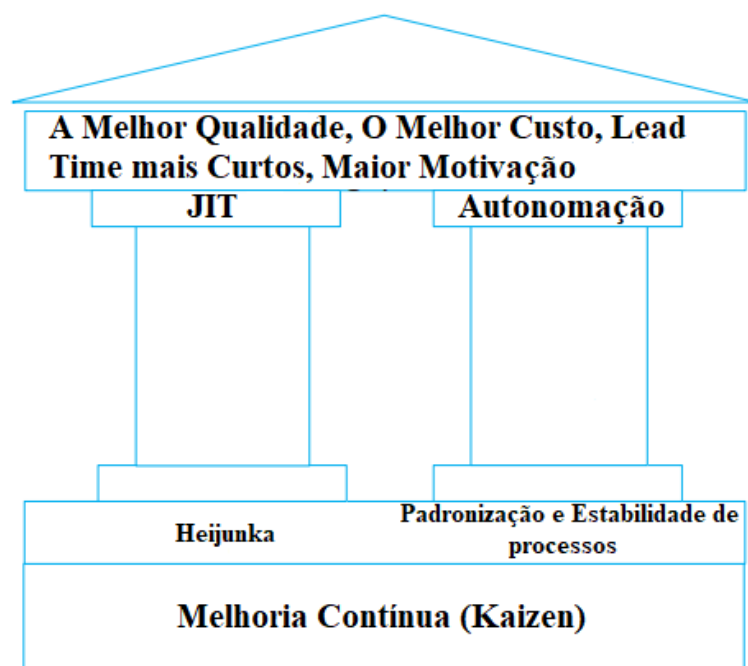 A Melhor Qualidade, O Melhor Custo, Lead
Time mais Curtos, Maior Motivação
JIT
Autonomação
Heijunka
Padronização e Estabilidade de
processos
Melhoria Contínua (Kaizen)